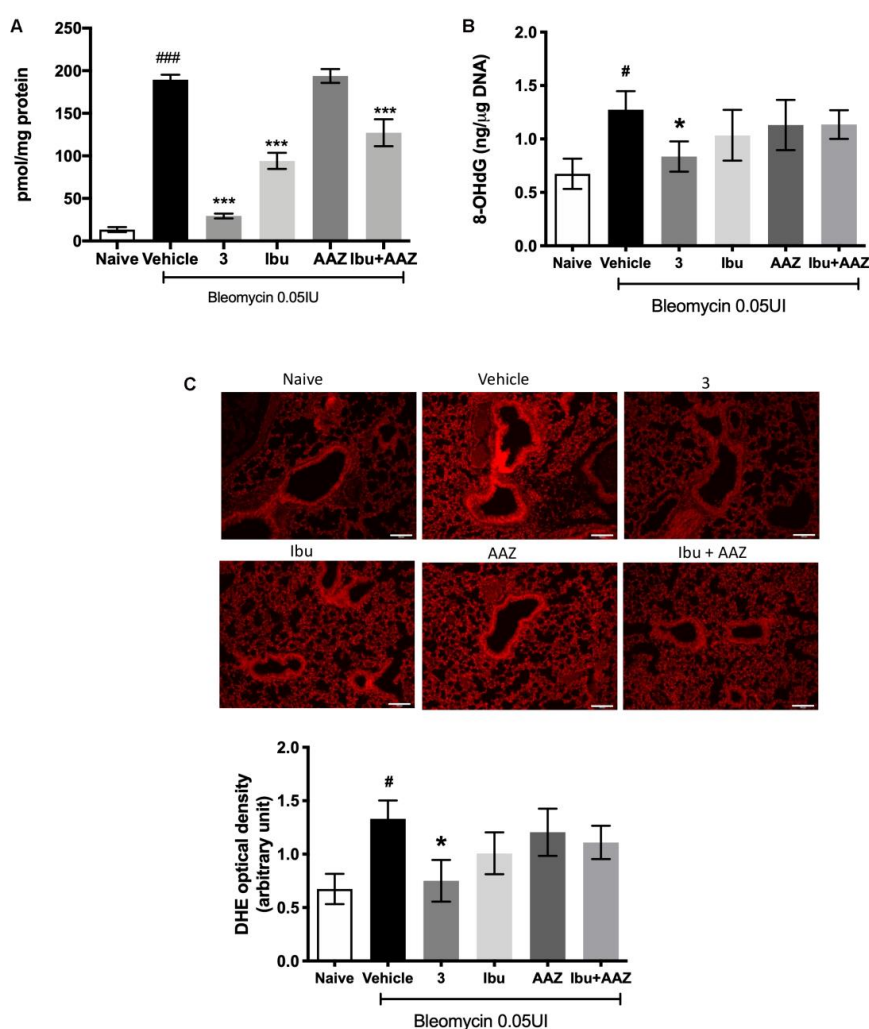 A
pmol/mg protein
250
200
150
100
50
0
###
***
***
***
Naive Vehicle 3 Ibu AAZ Ibu+AAZ
Bleomycin 0.05IU
B
8-OHdG (ng/μg DNA)
2.0
1.5
1.0
0.5
0.0
#
*
Naive Vehicle 3 Ibu AAZ Ibu+AAZ
Bleomycin 0.05UI
C
Naive Vehicle 3
Ibu AAZ Ibu + AAZ
DHE optical density
(arbitrary unit)
2.0
1.5
1.0
0.5
0.0
#
*
Naive Vehicle 3 Ibu AAZ Ibu+AAZ
Bleomycin 0.05UI